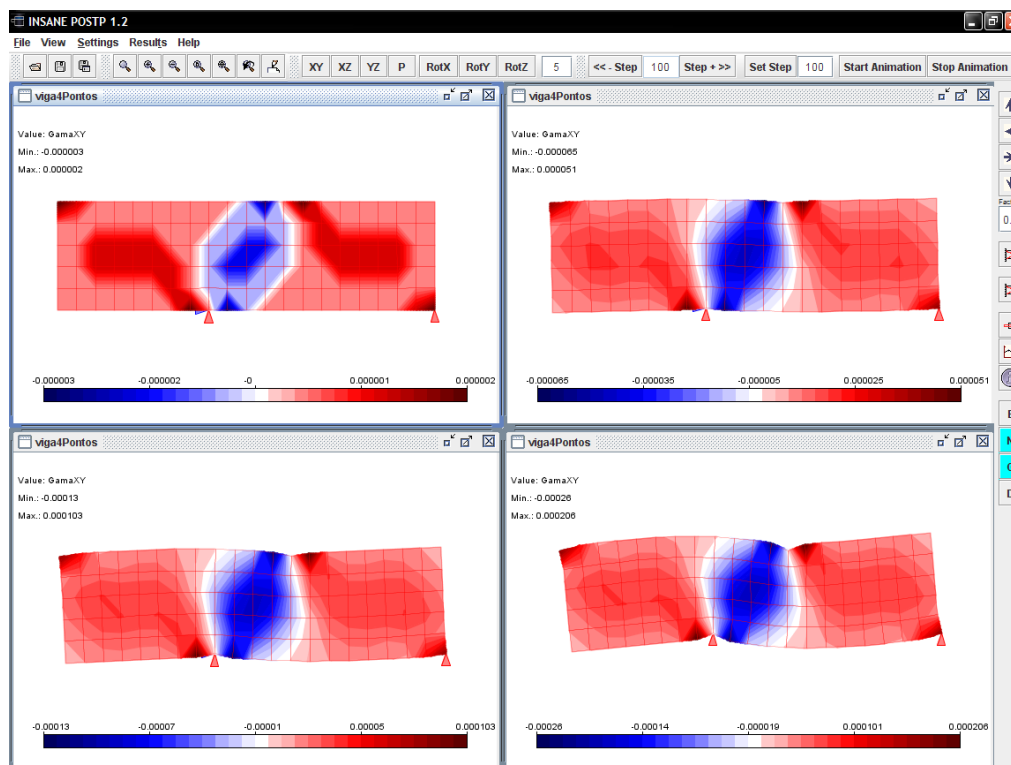 INSANE POSTP 1.2
File View Settings Results Help
XY XZ YZ P RotX RotY RotZ 5 << - Step 100 Step + >> Set Step 100 Start Animation Stop Animation
viga4Pontos
Value: GamaXY
Min.: -0.000003
Max.: 0.000002
-0.000003 -0.000002 -0 0.000001 0.000002
viga4Pontos
Value: GamaXY
Min.: -0.000065
Max.: 0.000051
-0.000065 -0.000035 -0.000005 0.000025 0.000051
viga4Pontos
Value: GamaXY
Min.: -0.00013
Max.: 0.000103
-0.00013 -0.00007 -0.00001 0.00005 0.000103
viga4Pontos
Value: GamaXY
Min.: -0.00026
Max.: 0.000206
-0.00026 -0.00014 -0.000019 0.000101 0.000206